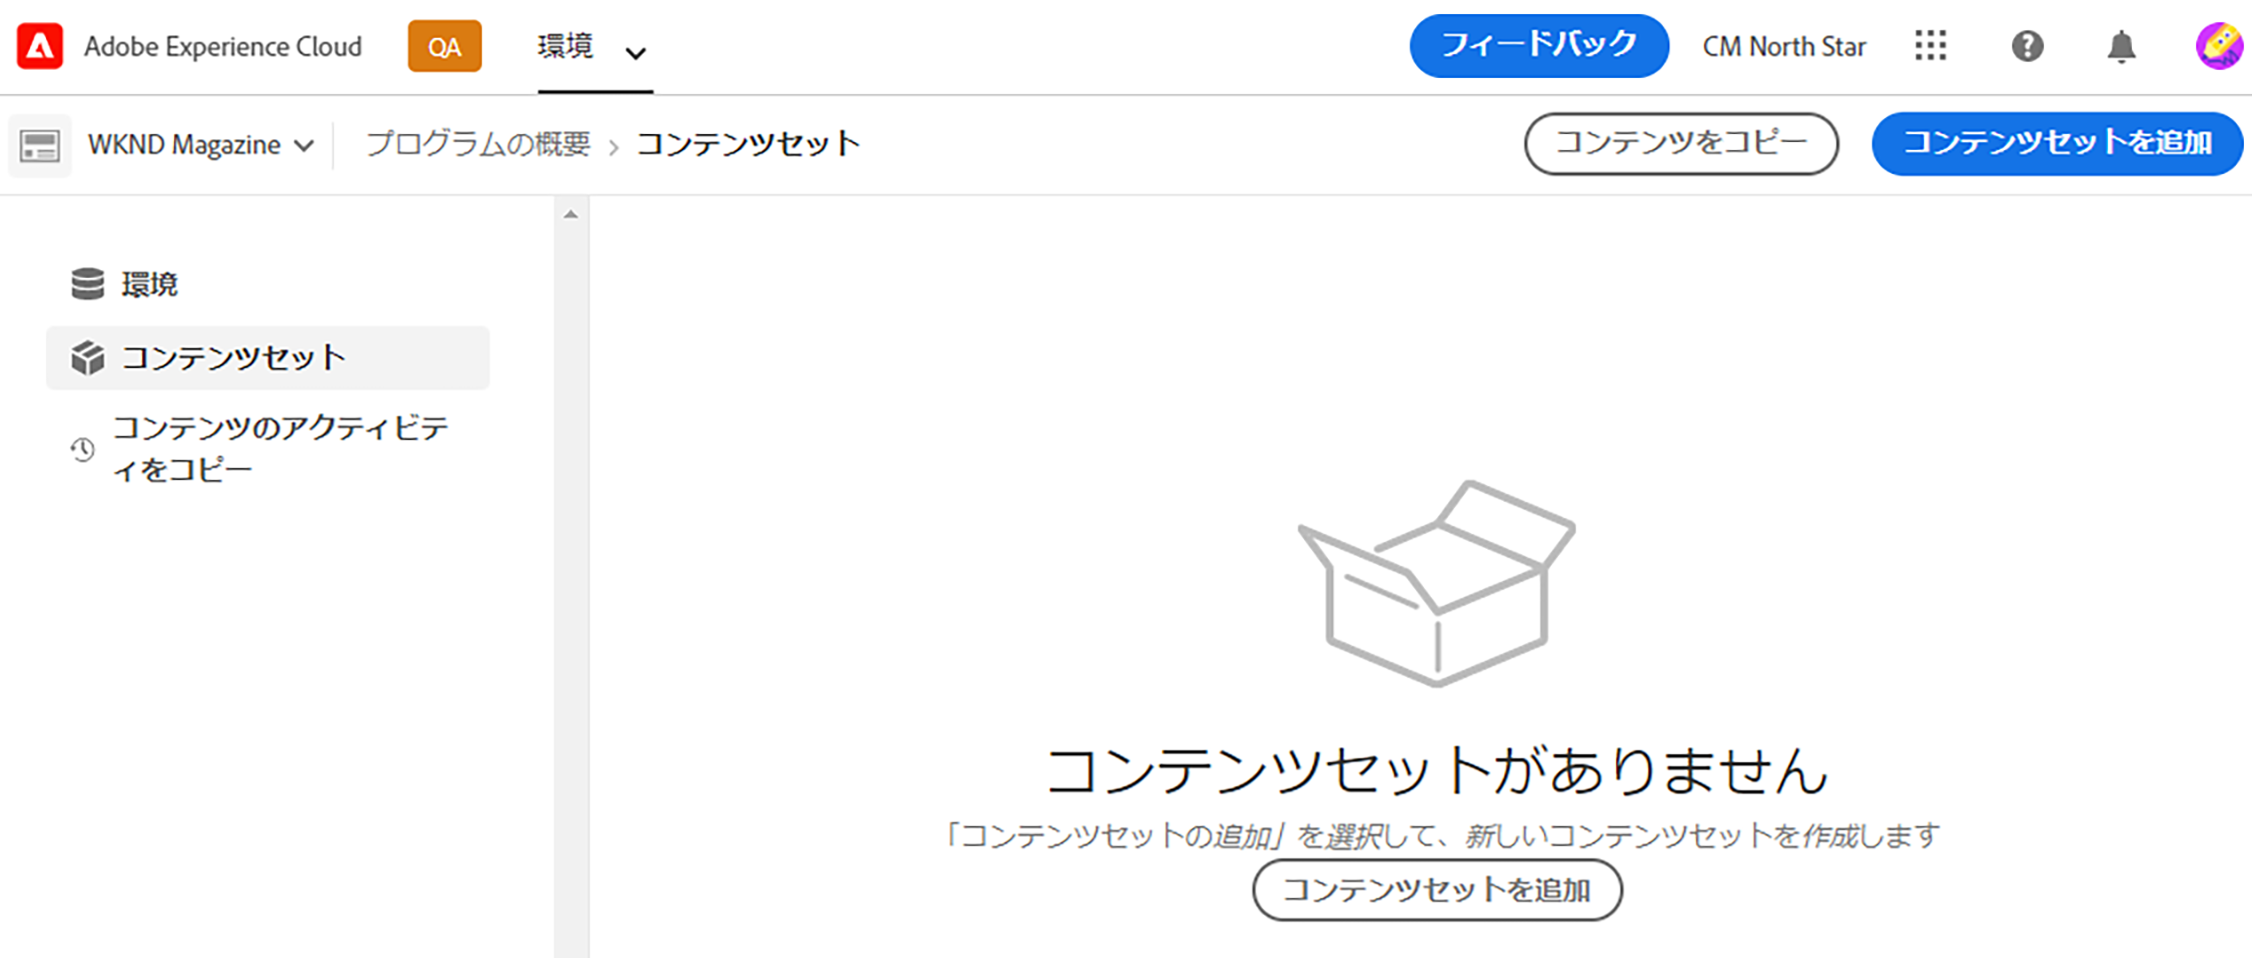 Adobe Experience Cloud QA 環境 フィードバック CM North Star
WKND Magazine プログラムの概要 › コンテンツセット コンテンツをコピー コンテンツセットを追加
環境
コンテンツセット
コンテンツのアクティビテ
ィをコピー
コンテンツセットがありません
「コンテンツセットの追加」を選択して、新しいコンテンツセットを作成します
コンテンツセットを追加